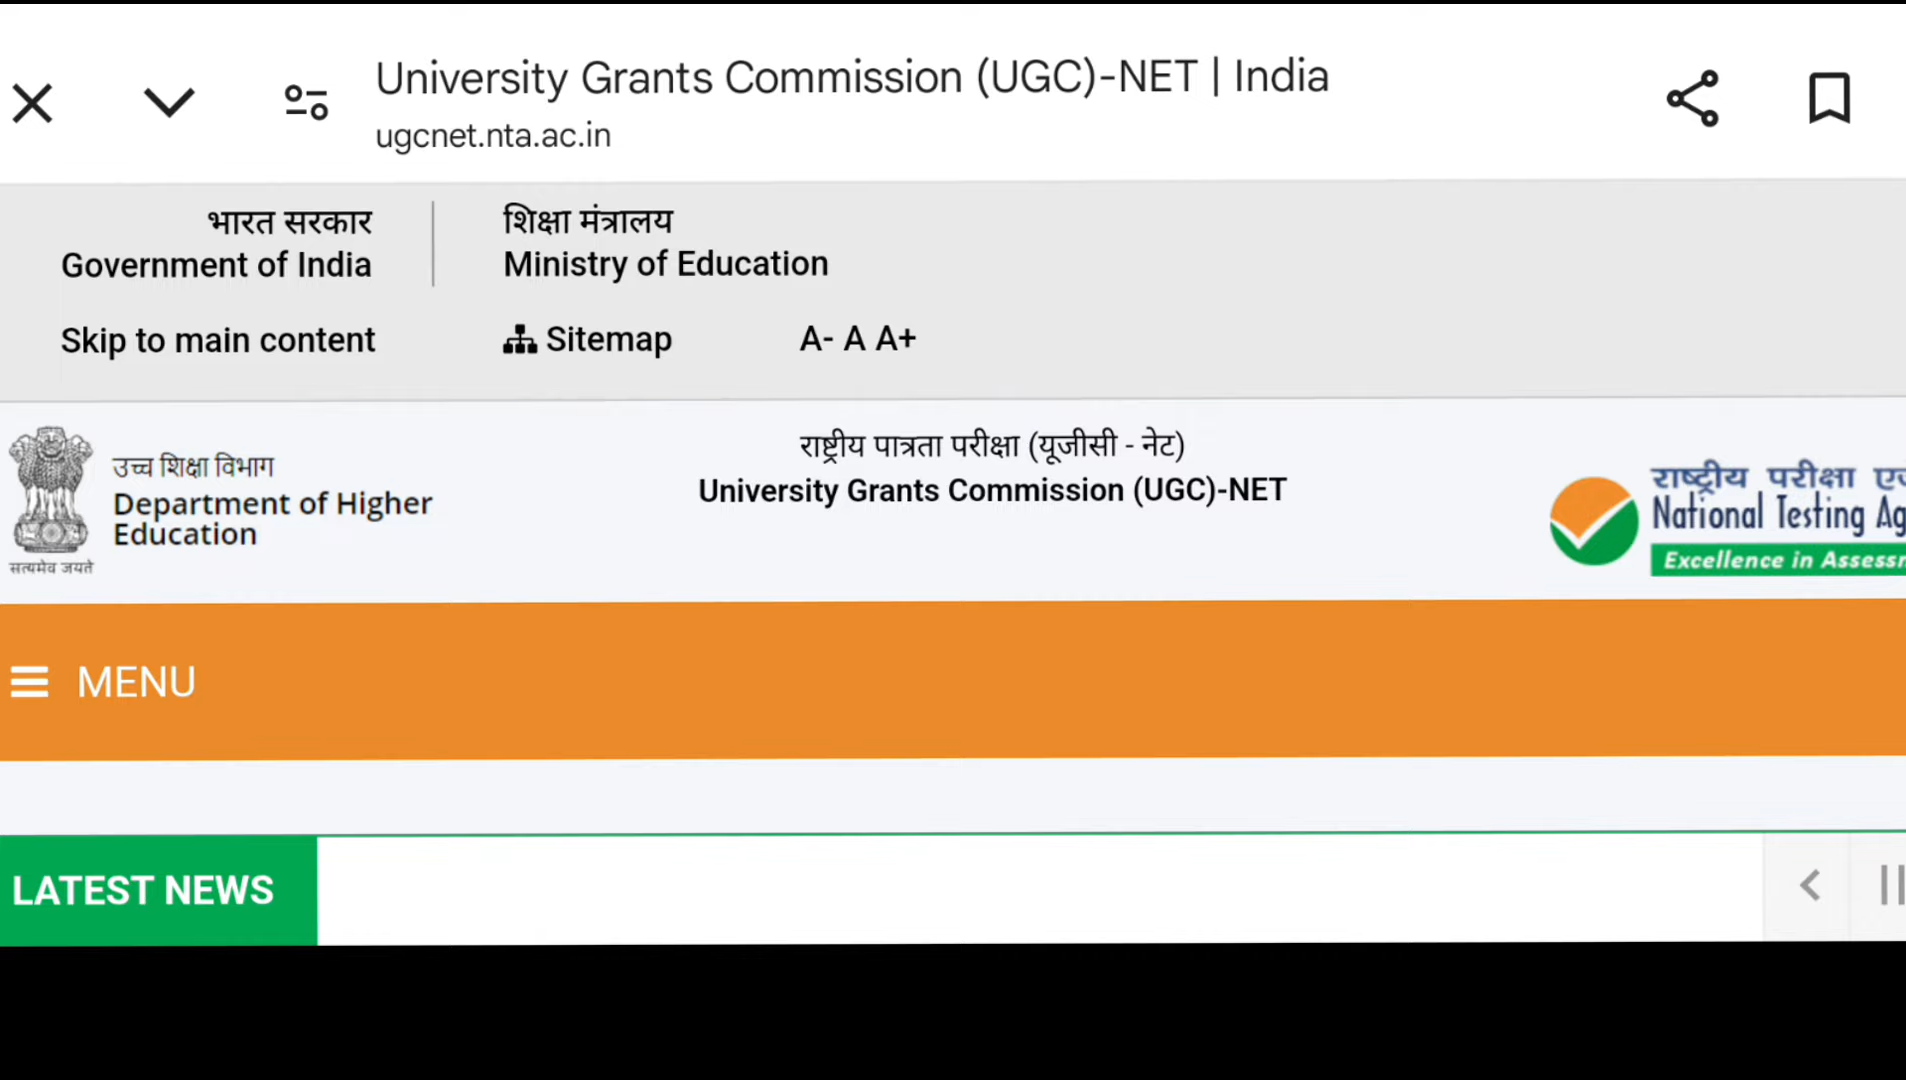 University Grants Commission (UGC)-NET | India
ugcnet.nta.ac.in
भारत सरकार
Government of India
शिक्षा मंत्रालय
Ministry of Education
Skip to main content
Sitemap
A- A A+
सत्यमेव जयते
उच्च शिक्षा विभाग
Department of Higher
Education
राष्ट्रीय पात्रता परीक्षा (यूजीसी - नेट)
University Grants Commission (UGC)-NET
राष्ट्रीय परीक्षा
National Testing
Excellence in
MENU
LATEST NEWS